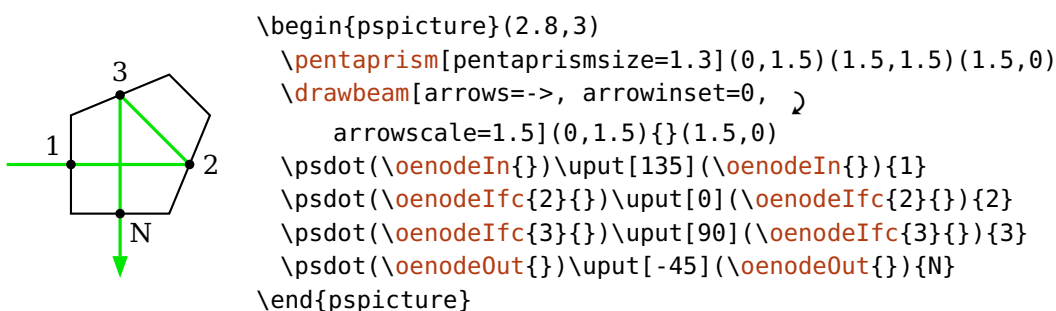 3
1
2
N
\begin{pspicture}(2.8,3)
\pentaprism[pentaprismsize=1.3](0,1.5)(1.5,1.5)(1.5,0)
\drawbeam[arrows=->, arrowinset=0,
arrowscale=1.5](0,1.5){}(1.5,0)
\psdot(\oenodeIn{})\uput[135](\oenodeIn{}){1}
\psdot(\oenodeIfc{2}{})\uput[0](\oenodeIfc{2}{}){2}
\psdot(\oenodeIfc{3}{})\uput[90](\oenodeIfc{3}{}){3}
\psdot(\oenodeOut{})\uput[-45](\oenodeOut{}){N}
\end{pspicture}